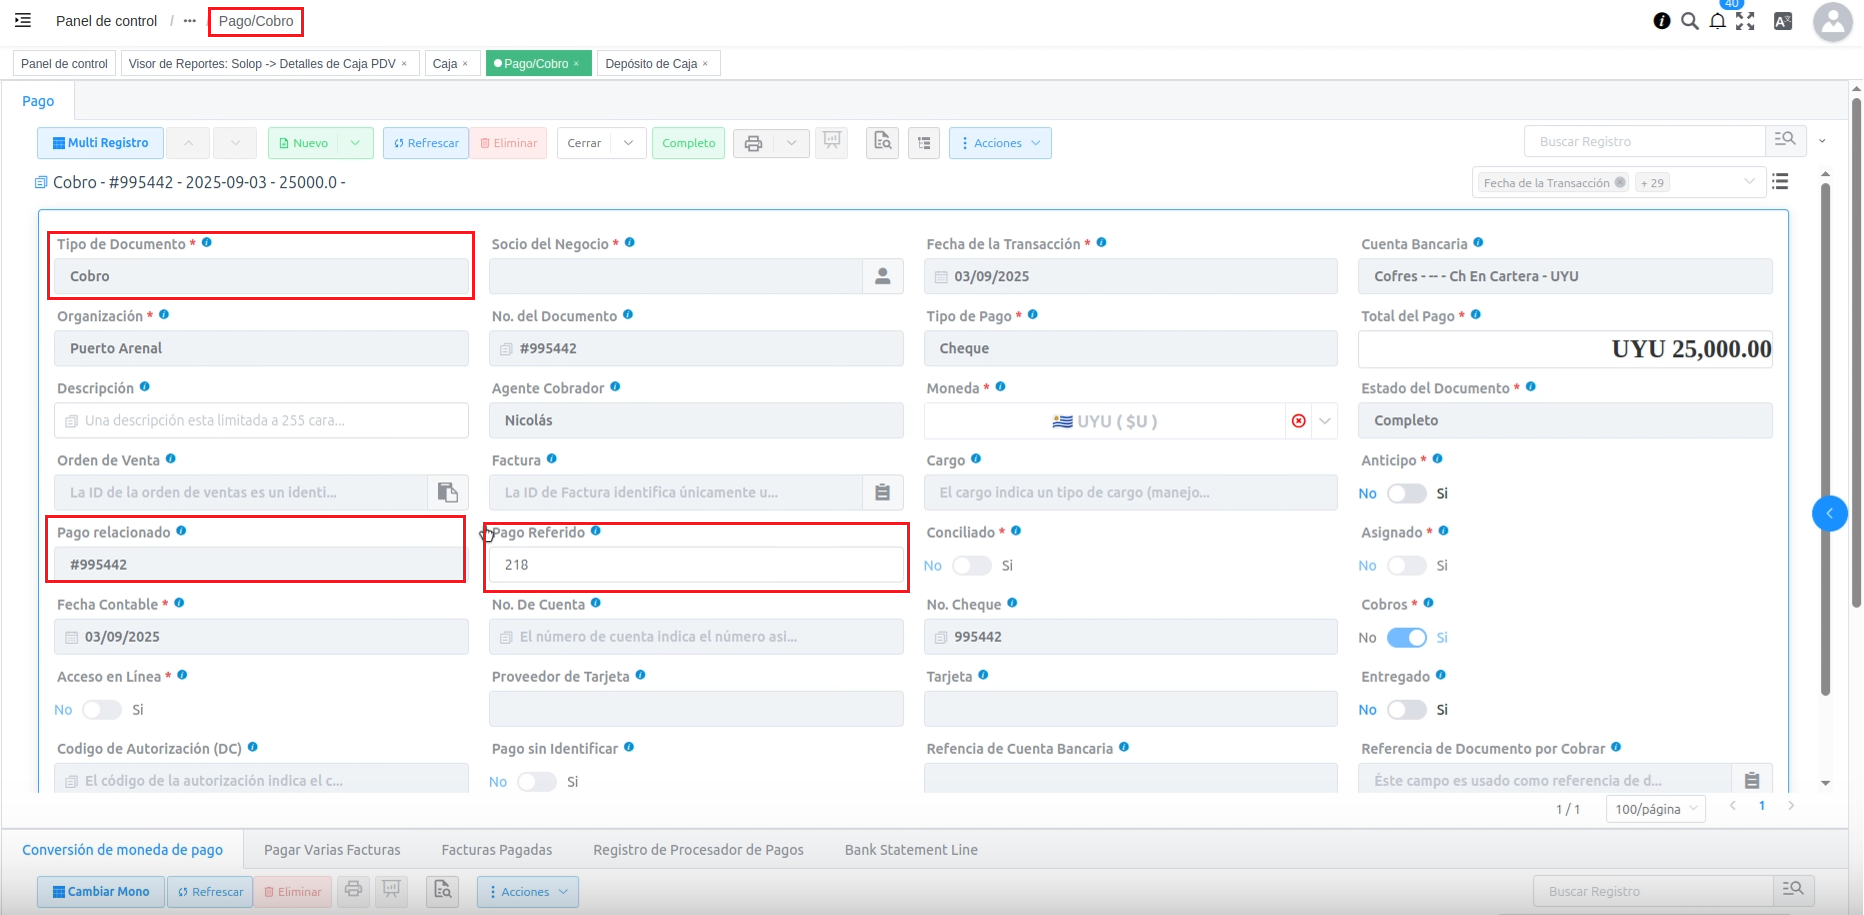 Panel de control / ••• / Pago/Cobro
40
Panel de control
Visor de Reportes: Solop -> Detalles de Caja PDV ×
Caja ×
Pago/Cobro ×
Depósito de Caja ×
Pago
Multi Registro
Nuevo
Refrescar
Eliminar
Cerrar
Completo
Acciones
Buscar Registro
Cobro - #995442 - 2025-09-03 - 25000.0 -
Fecha de la Transacción
+ 29
Tipo de Documento *
Socio del Negocio *
Fecha de la Transacción *
Cuenta Bancaria
Cobro
03/09/2025
Cofres - -- - Ch En Cartera - UYU
Organización *
No. del Documento
Tipo de Pago *
Total del Pago *
Puerto Arenal
#995442
Cheque
UYU 25,000.00
Descripción
Agente Cobrador
Moneda *
Estado del Documento *
Una descripción esta limitada a 255 cara...
Nicolás
UYU ( $U )
Completo
Orden de Venta
Factura
Cargo
Anticipo *
La ID de la orden de ventas es un identi...
La ID de Factura identifica únicamente u...
El cargo indica un tipo de cargo (manejo...
No Si
Pago relacionado
Pago Referido
Conciliado *
Asignado *
#995442
218
No Si
No Si
Fecha Contable *
No. De Cuenta
No. Cheque
Cobros *
03/09/2025
El número de cuenta indica el número asi...
995442
No Si
Acceso en Línea *
Proveedor de Tarjeta
Tarjeta
Entregado
No Si
No Si
Codigo de Autorización (DC)
Pago sin Identificar
Refencia de Cuenta Bancaria
Referencia de Documento por Cobrar
El código de la autorización indica el c...
No Si
Éste campo es usado como referencia de d...
1 / 1
100/página
1
Conversión de moneda de pago
Pagar Varias Facturas
Facturas Pagadas
Registro de Procesador de Pagos
Bank Statement Line
Cambiar Mono
Refrescar
Eliminar
Acciones
Buscar Registro